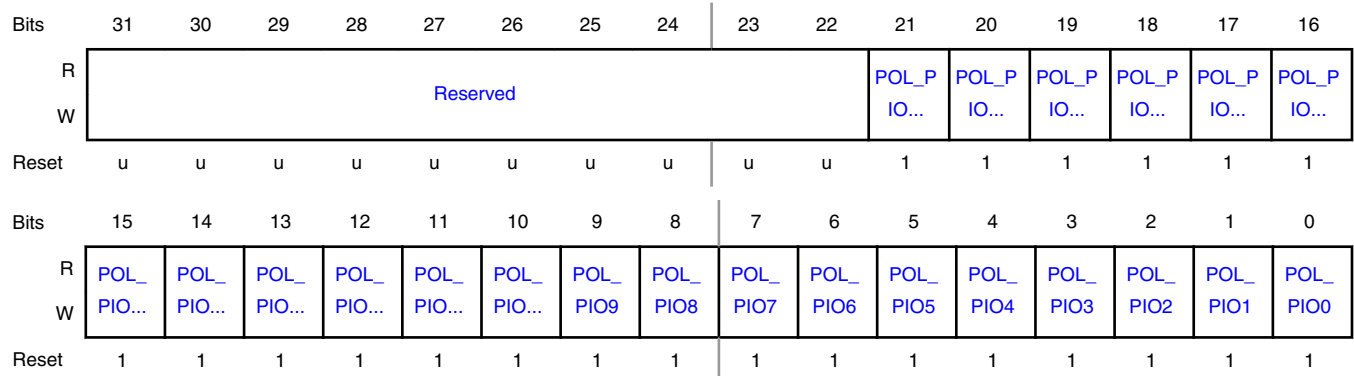 Bits 31 30 29 28 27 26 25 24 23 22 21 20 19 18 17 16
R
W
Reserved
POL_P POL_P POL_P POL_P POL_P POL_P
IO... IO... IO... IO... IO... IO...
Reset u u u u u u u u u u 1 1 1 1 1 1
Bits 15 14 13 12 11 10 9 8 7 6 5 4 3 2 1 0
R
W
POL_ POL_ POL_ POL_ POL_ POL_ POL_ POL_ POL_ POL_ POL_ POL_ POL_ POL_ POL_ POL_
PIO... PIO... PIO... PIO... PIO... PIO... PIO9 PIO8 PIO7 PIO6 PIO5 PIO4 PIO3 PIO2 PIO1 PIO0
Reset 1 1 1 1 1 1 1 1 1 1 1 1 1 1 1 1